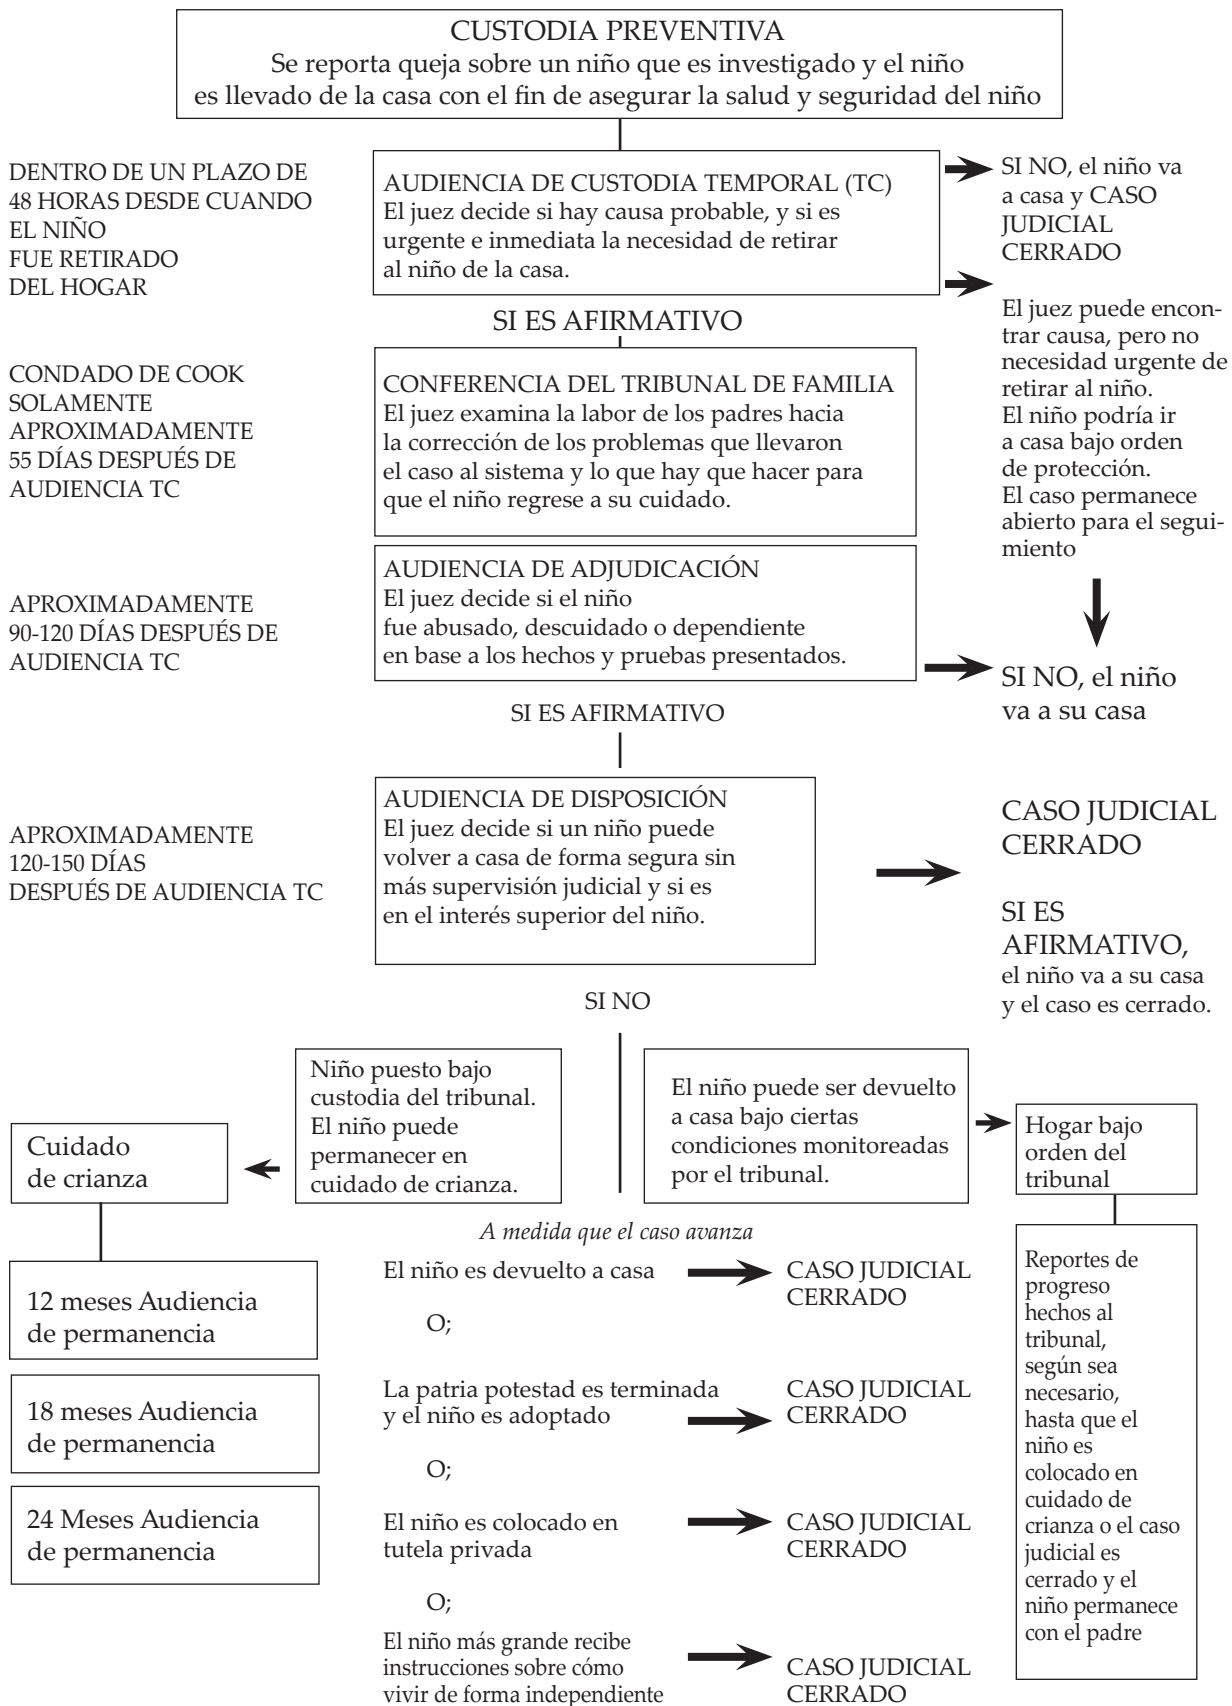 CUSTODIA PREVENTIVA
Se reporta queja sobre un niño que es investigado y el niño
es llevado de la casa con el fin de asegurar la salud y seguridad del niño
DENTRO DE UN PLAZO DE
48 HORAS DESDE CUANDO
EL NIÑO
FUE RETIRADO
DEL HOGAR
AUDIENCIA DE CUSTODIA TEMPORAL (TC)
El juez decide si hay causa probable, y si es
urgente e inmediata la necesidad de retirar
al niño de la casa.
SI NO, el niño va
a casa y CASO
JUDICIAL
CERRADO
El juez puede encon-
trar causa, pero no
necesidad urgente de
retirar al niño.
El niño podría ir
a casa bajo orden
de protección.
El caso permanece
abierto para el segui-
miento
SI ES AFIRMATIVO
CONDADO DE COOK
SOLAMENTE
APROXIMADAMENTE
55 DÍAS DESPUÉS DE
AUDIENCIA TC
CONFERENCIA DEL TRIBUNAL DE FAMILIA
El juez examina la labor de los padres hacia
la corrección de los problemas que llevaron
el caso al sistema y lo que hay que hacer para
que el niño regrese a su cuidado.
APROXIMADAMENTE
90-120 DÍAS DESPUÉS DE
AUDIENCIA TC
AUDIENCIA DE ADJUDICACIÓN
El juez decide si el niño
fue abusado, descuidado o dependiente
en base a los hechos y pruebas presentados.
SI NO, el niño
va a su casa
SI ES AFIRMATIVO
APROXIMADAMENTE
120-150 DÍAS
DESPUÉS DE AUDIENCIA TC
AUDIENCIA DE DISPOSICIÓN
El juez decide si un niño puede
volver a casa de forma segura sin
más supervisión judicial y si es
en el interés superior del niño.
CASO JUDICIAL
CERRADO
SI ES
AFIRMATIVO,
el niño va a su casa
y el caso es cerrado.
SI NO
Niño puesto bajo
custodia del tribunal.
El niño puede
permanecer en
cuidado de crianza.
El niño puede ser devuelto
a casa bajo ciertas
condiciones monitoreadas
por el tribunal.
Cuidado
de crianza
Hogar bajo
orden del
tribunal
12 meses Audiencia
de permanencia
18 meses Audiencia
de permanencia
24 Meses Audiencia
de permanencia
A medida que el caso avanza
El niño es devuelto a casa
CASO JUDICIAL
CERRADO
O;
La patria potestad es terminada
y el niño es adoptado
CASO JUDICIAL
CERRADO
O;
El niño es colocado en
tutela privada
CASO JUDICIAL
CERRADO
O;
El niño más grande recibe
instrucciones sobre cómo
vivir de forma independiente
CASO JUDICIAL
CERRADO
Reportes de
progreso
hechos al
tribunal,
según sea
necesario,
hasta que el
niño es
colocado en
cuidado de
crianza o el caso
judicial es
cerrado y el
niño permanece
con el padre